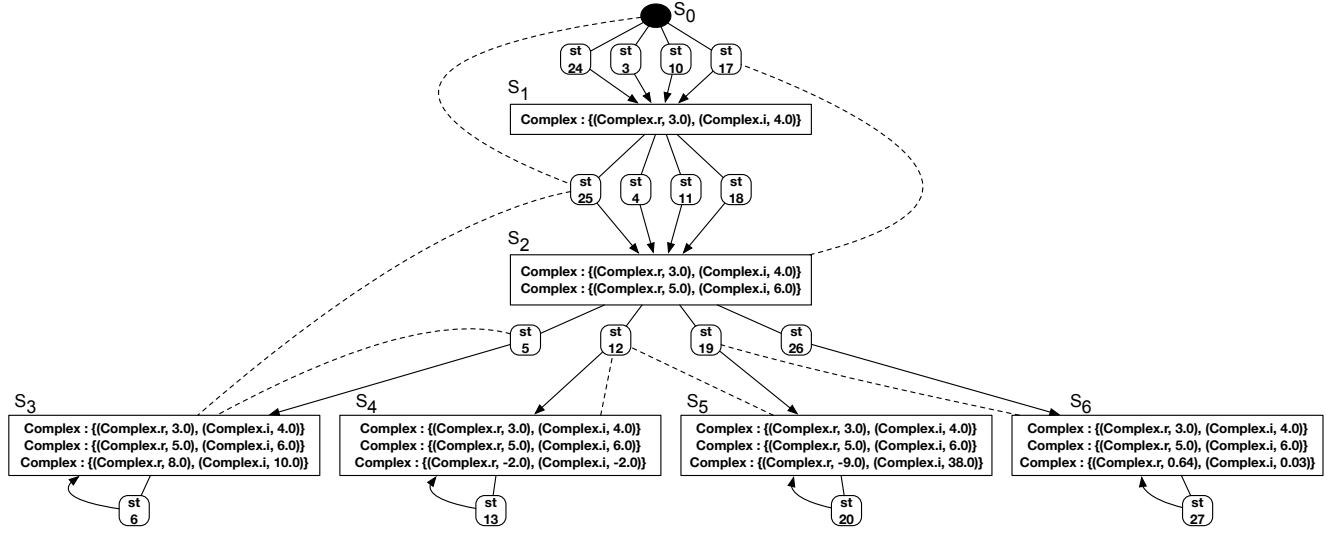 S0
st
24
st
3
st
10
st
17
S1
Complex : {(Complex.r, 3.0), (Complex.i, 4.0)}
st
25
st
4
st
11
st
18
S2
Complex : {(Complex.r, 3.0), (Complex.i, 4.0)}
Complex : {(Complex.r, 5.0), (Complex.i, 6.0)}
st
5
st
12
st
19
st
26
S3
Complex : {(Complex.r, 3.0), (Complex.i, 4.0)}
Complex : {(Complex.r, 5.0), (Complex.i, 6.0)}
Complex : {(Complex.r, 8.0), (Complex.i, 10.0)}
S4
Complex : {(Complex.r, 3.0), (Complex.i, 4.0)}
Complex : {(Complex.r, 5.0), (Complex.i, 6.0)}
Complex : {(Complex.r, -2.0), (Complex.i, -2.0)}
S5
Complex : {(Complex.r, 3.0), (Complex.i, 4.0)}
Complex : {(Complex.r, 5.0), (Complex.i, 6.0)}
Complex : {(Complex.r, -9.0), (Complex.i, 38.0)}
S6
Complex : {(Complex.r, 3.0), (Complex.i, 4.0)}
Complex : {(Complex.r, 5.0), (Complex.i, 6.0)}
Complex : {(Complex.r, 0.64), (Complex.i, 0.03)}
st
6
st
13
st
20
st
27